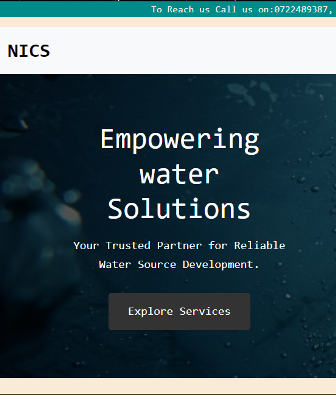 To Reach us Call us on:0722489387,
NICS
Empowering
water
Solutions
Your Trusted Partner for Reliable
Water Source Development.
Explore Services